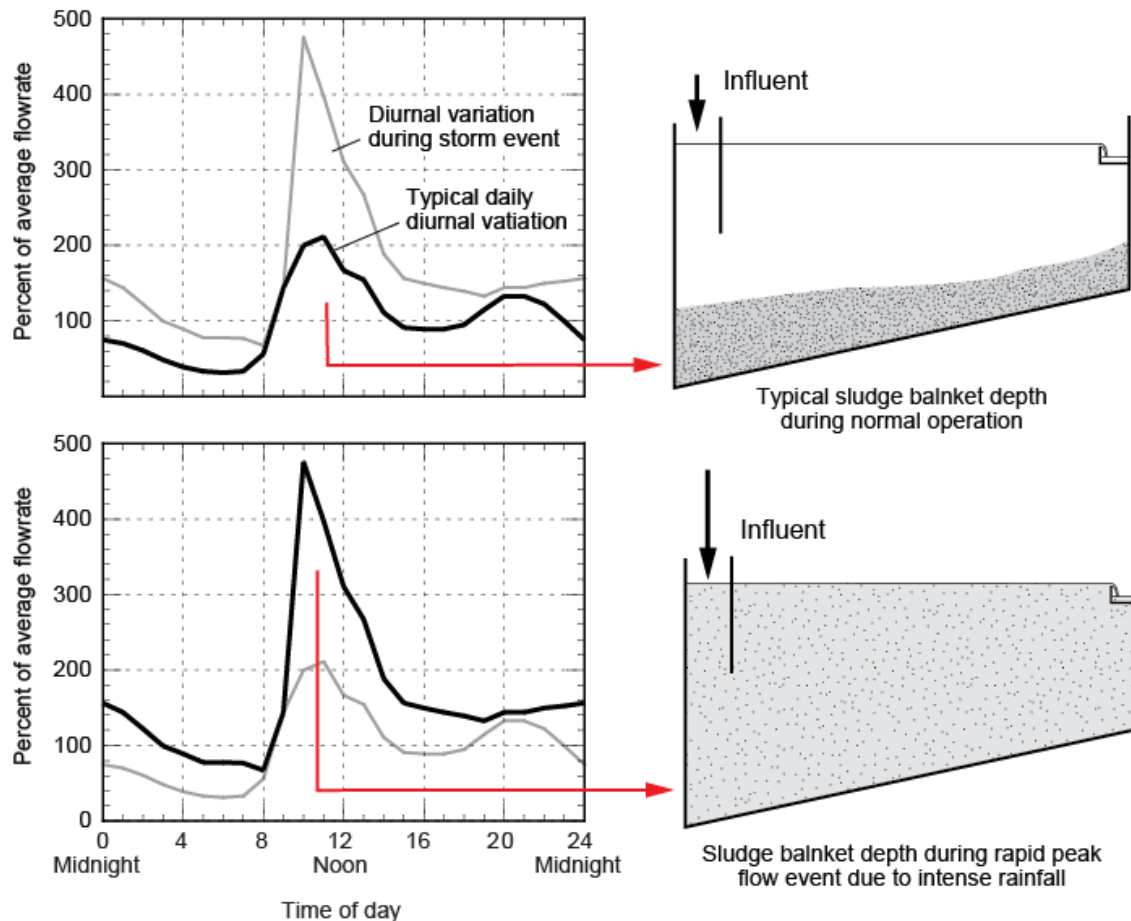 500
400
300
200
100
Percent of average flowrate
Diurnal variation
during storm event
Typical daily
diurnal vatiation
Influent
Typical sludge balnket depth
during normal operation
500
400
300
200
100
0
Percent of average flowrate
0
4
8
12
16
20
24
Midnight
Noon
Midnight
Time of day
Influent
Sludge balnket depth during rapid peak
flow event due to intense rainfall